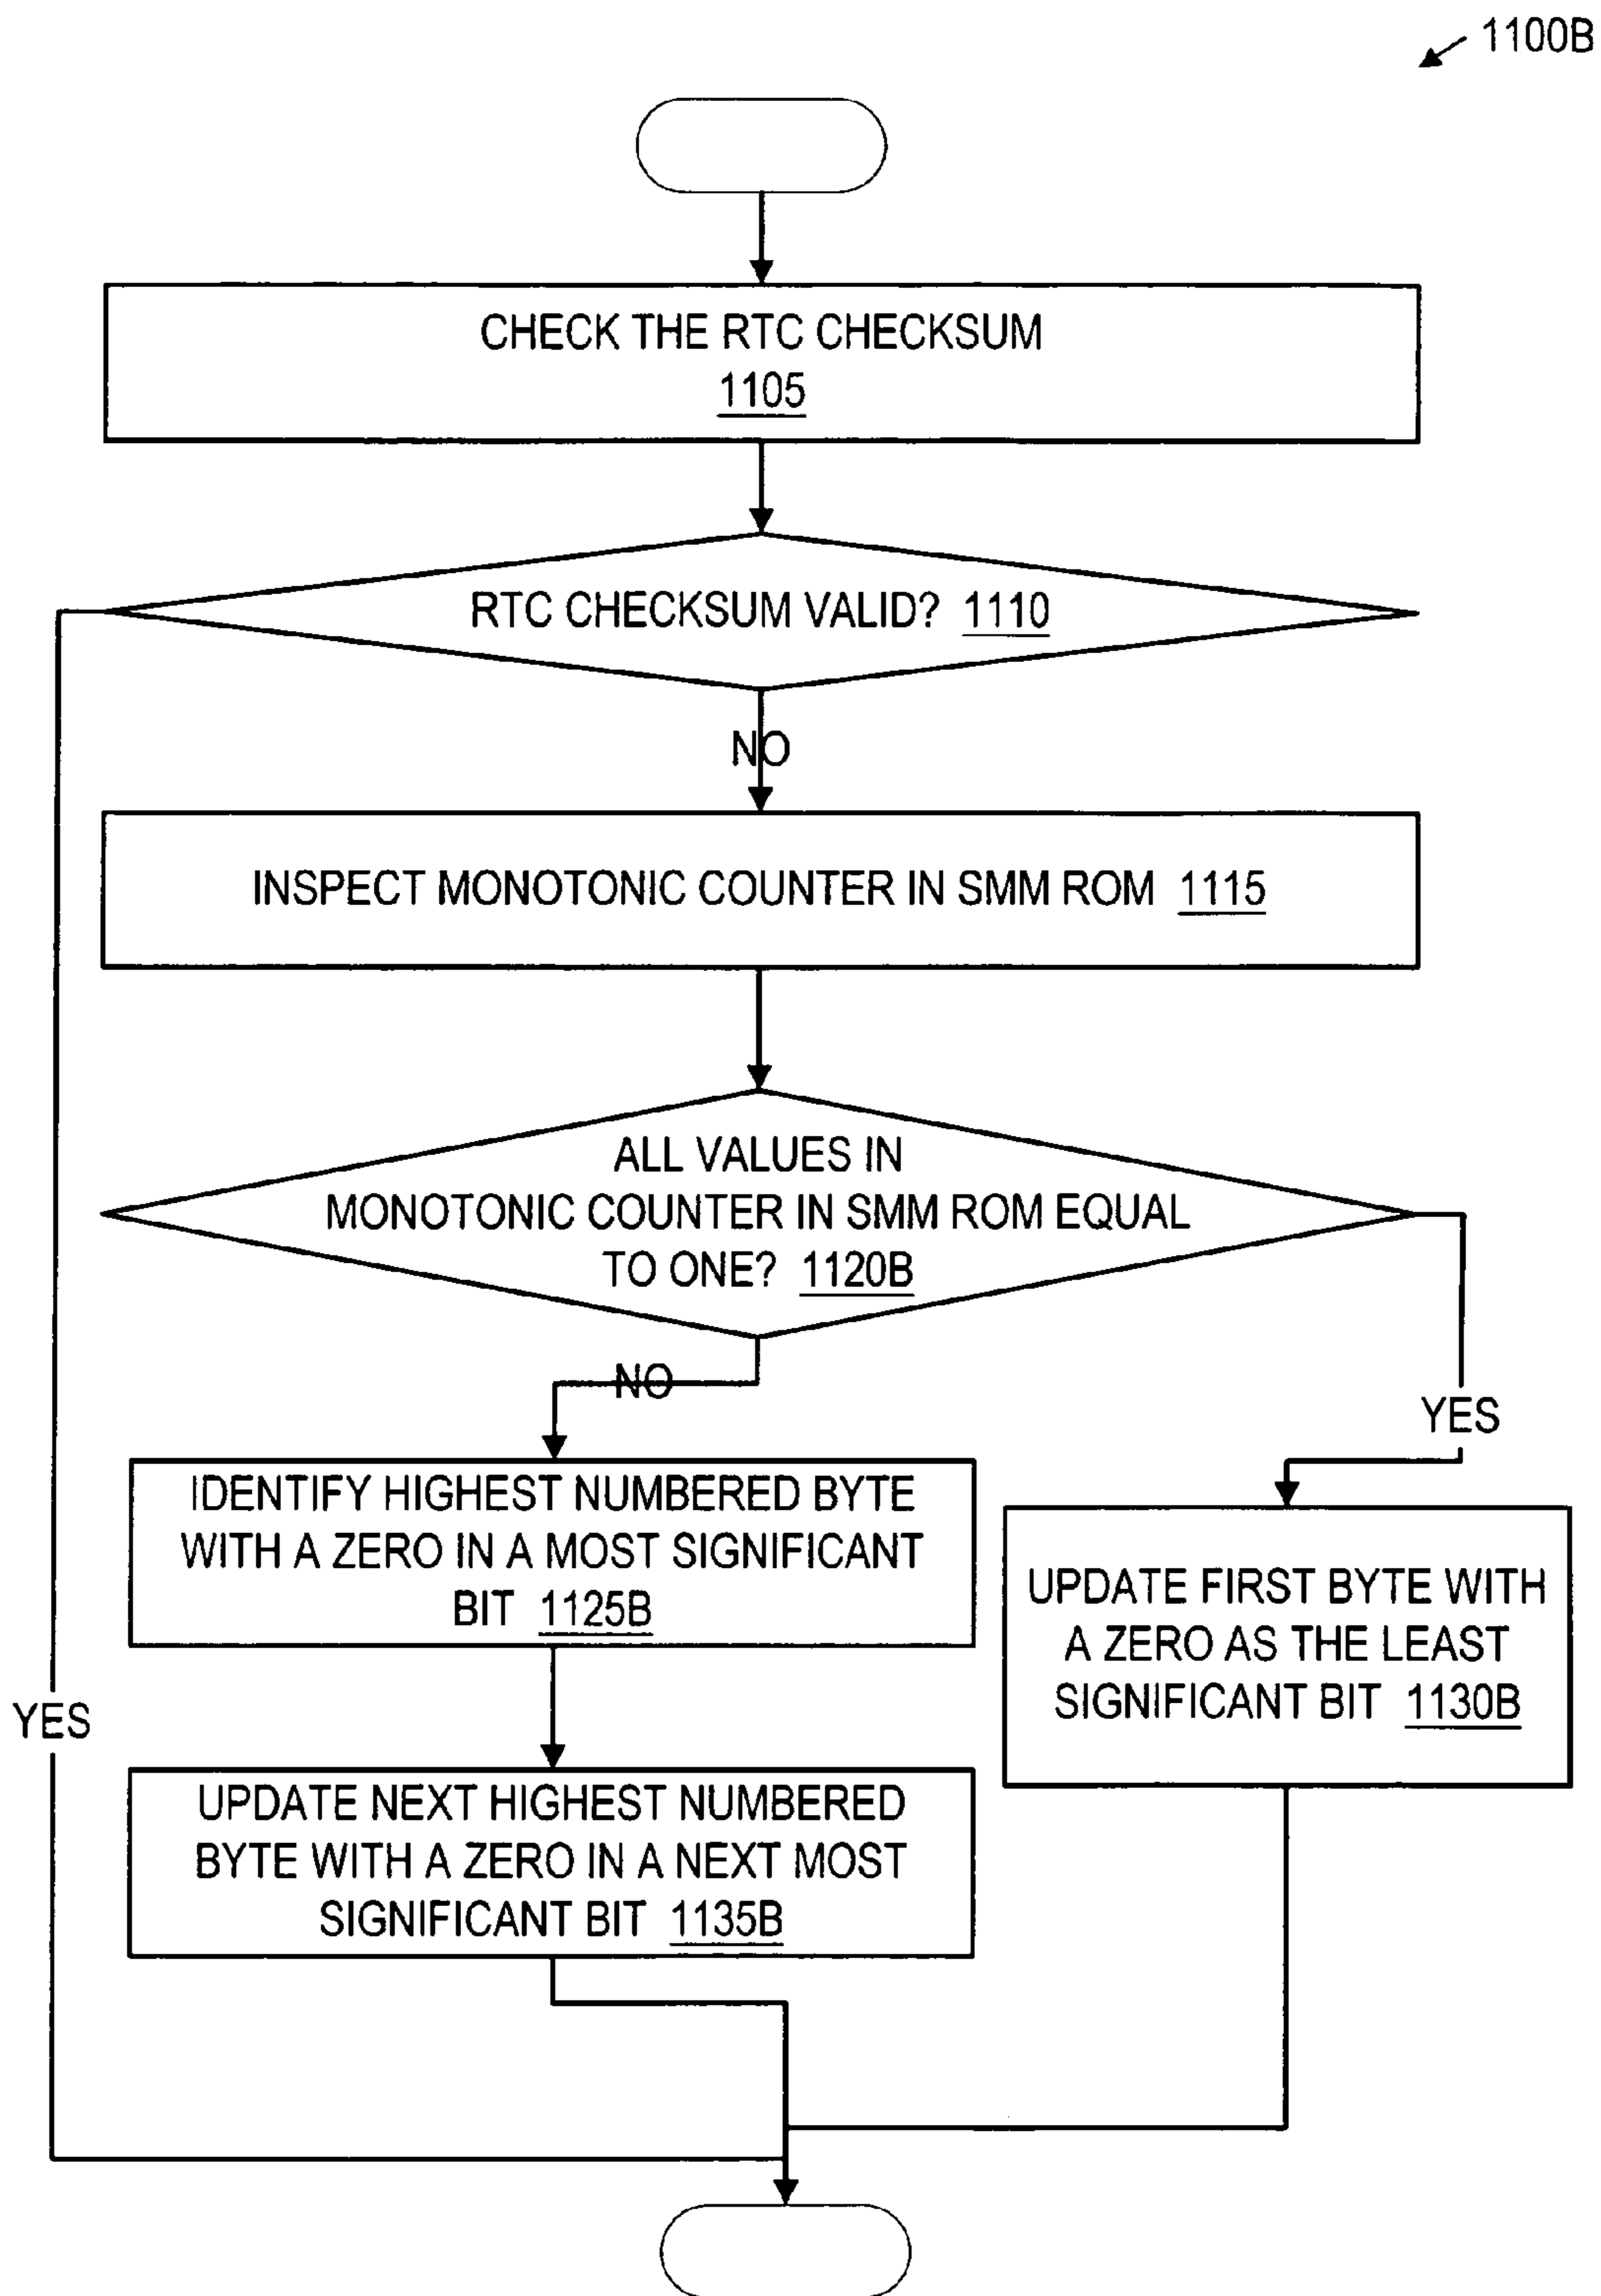 1100B
CHECK THE RTC CHECKSUM
1105
RTC CHECKSUM VALID? 1110
NO
INSPECT MONOTONIC COUNTER IN SMM ROM 1115
ALL VALUES IN
MONOTONIC COUNTER IN SMM ROM EQUAL
TO ONE? 1120B
NO
YES
IDENTIFY HIGHEST NUMBERED BYTE
WITH A ZERO IN A MOST SIGNIFICANT
BIT 1125B
UPDATE FIRST BYTE WITH
A ZERO AS THE LEAST
SIGNIFICANT BIT 1130B
YES
UPDATE NEXT HIGHEST NUMBERED
BYTE WITH A ZERO IN A NEXT MOST
SIGNIFICANT BIT 1135B